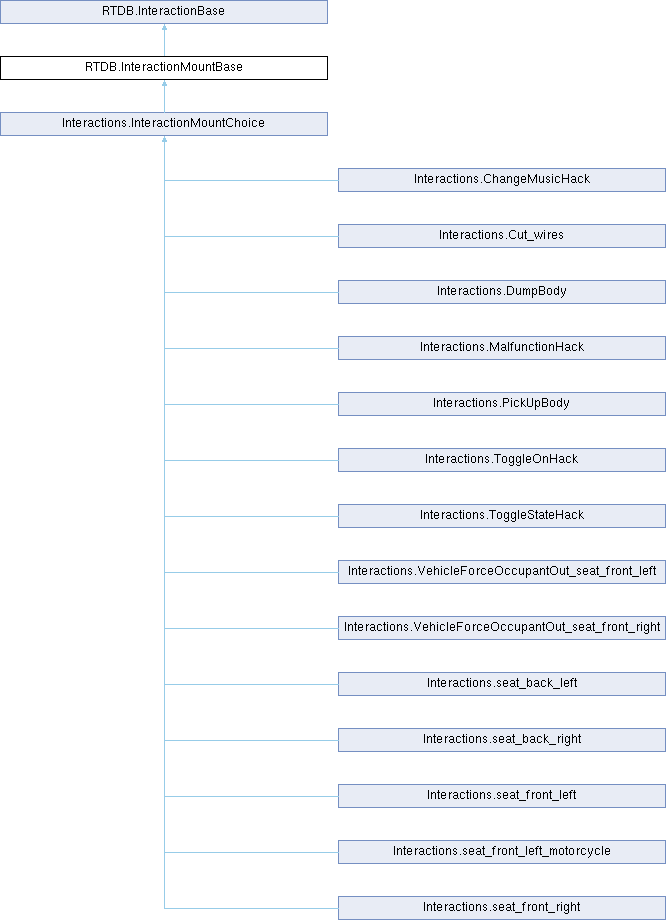 RTDB.InteractionBase
RTDB.InteractionMountBase
Interactions.InteractionMountChoice
Interactions.ChangeMusicHack
Interactions.Cut_wires
Interactions.DumpBody
Interactions.MalfunctionHack
Interactions.PickUpBody
Interactions.ToggleOnHack
Interactions.ToggleStateHack
Interactions.VehicleForceOccupantOut_seat_front_left
Interactions.VehicleForceOccupantOut_seat_front_right
Interactions.seat_back_left
Interactions.seat_back_right
Interactions.seat_front_left
Interactions.seat_front_left_motorcycle
Interactions.seat_front_right